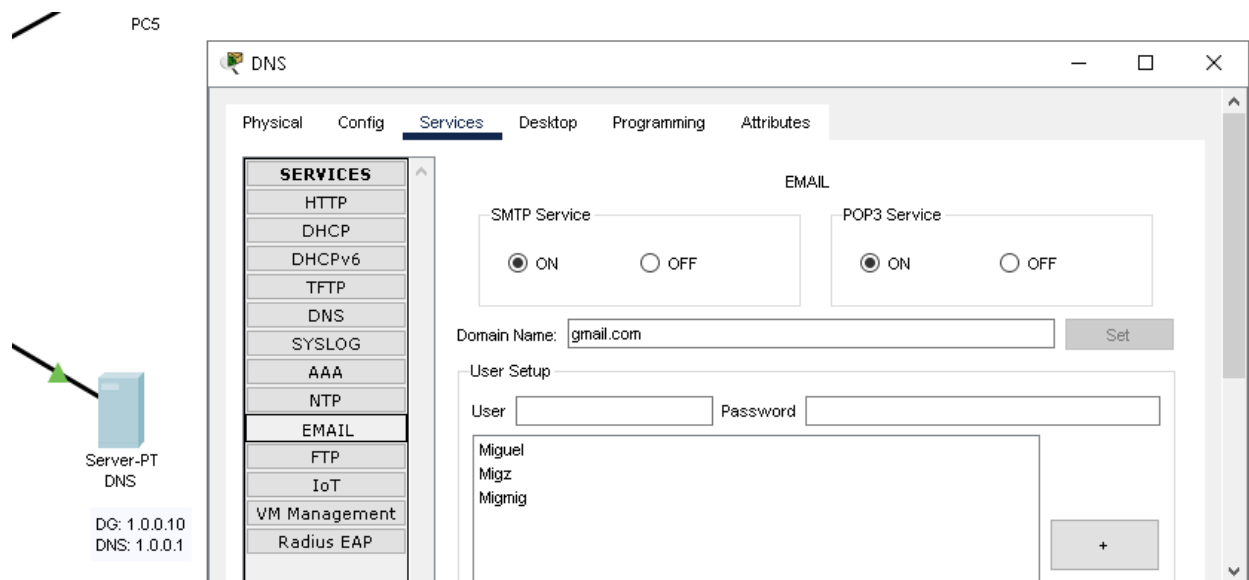 PC5
DNS
Physical Config Services Desktop Programming Attributes
SERVICES
HTTP
DHCP
DHCPv6
TFTP
DNS
SYSLOG
AAA
NTP
EMAIL
FTP
IoT
VM Management
Radius EAP
EMAIL
SMTP Service
ON OFF
POP3 Service
ON OFF
Domain Name: gmail.com Set
User Setup
User Password
Miguel
Migz
Migmig
+
Server-PT
DNS
DG: 1.0.0.10
DNS: 1.0.0.1